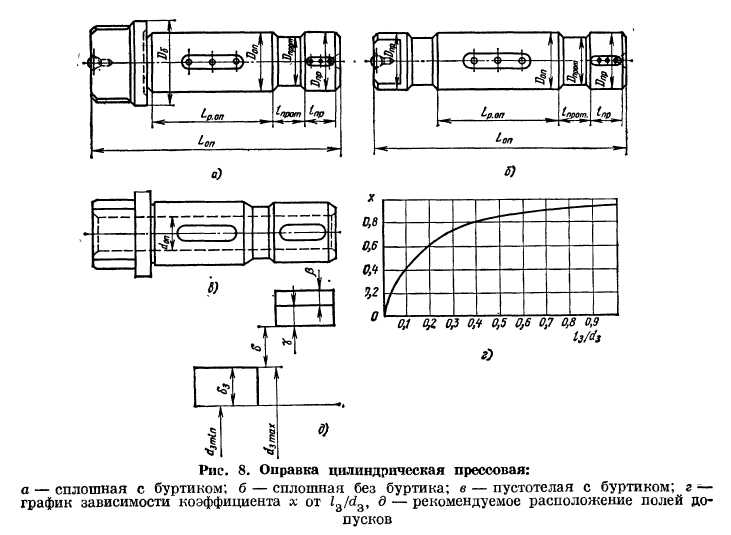 Dб
Dоп
Dпрот
Dпр
Lр.оп
lпрот
lпр
Lоп
а)
Dпр
Dоп
Dпрот
Dпр
Lр.оп
lпрот.
lпр
Lоп
б)
dоп
в)
x
0,8
0,6
0,4
0,2
0
0,1 0,2 0,3 0,4 0,5 0,6 0,7 0,8 0,9
l₃/d₃
г)
β
γ
δ
δ₃
d₃min
d₃max
д)
Рис. 8. Оправка цилиндрическая прессовая:
а — сплошная с буртиком; б — сплошная без буртика; в — пустотелая с буртиком; г —
график зависимости коэффициента x от l₃/d₃, д — рекомендуемое расположение полей до-
пусков